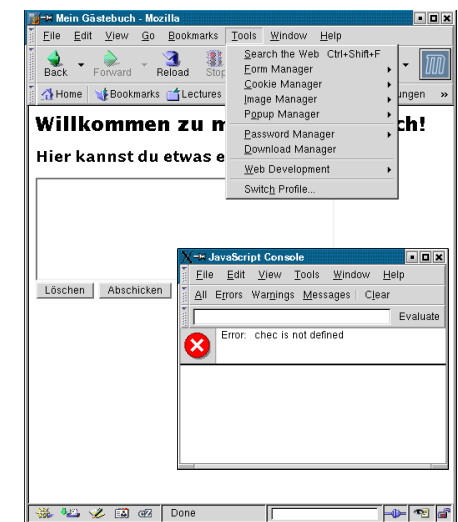 Mein Gästebuch - Mozilla
File Edit View Go Bookmarks Tools Window Help
Back Forward Reload Stop
Search the Web Ctrl+Shift+F
Form Manager
Cookie Manager
Image Manager
Popup Manager
Password Manager
Download Manager
Web Development
Switch Profile...
Home Bookmarks Lectures ungen »
Willkommen zu m ch!
Hier kannst du etwas e
Löschen Abschicken
JavaScript Console
File Edit View Tools Window Help
All Errors Warnings Messages Clear
Evaluate
Error: chec is not defined
Done